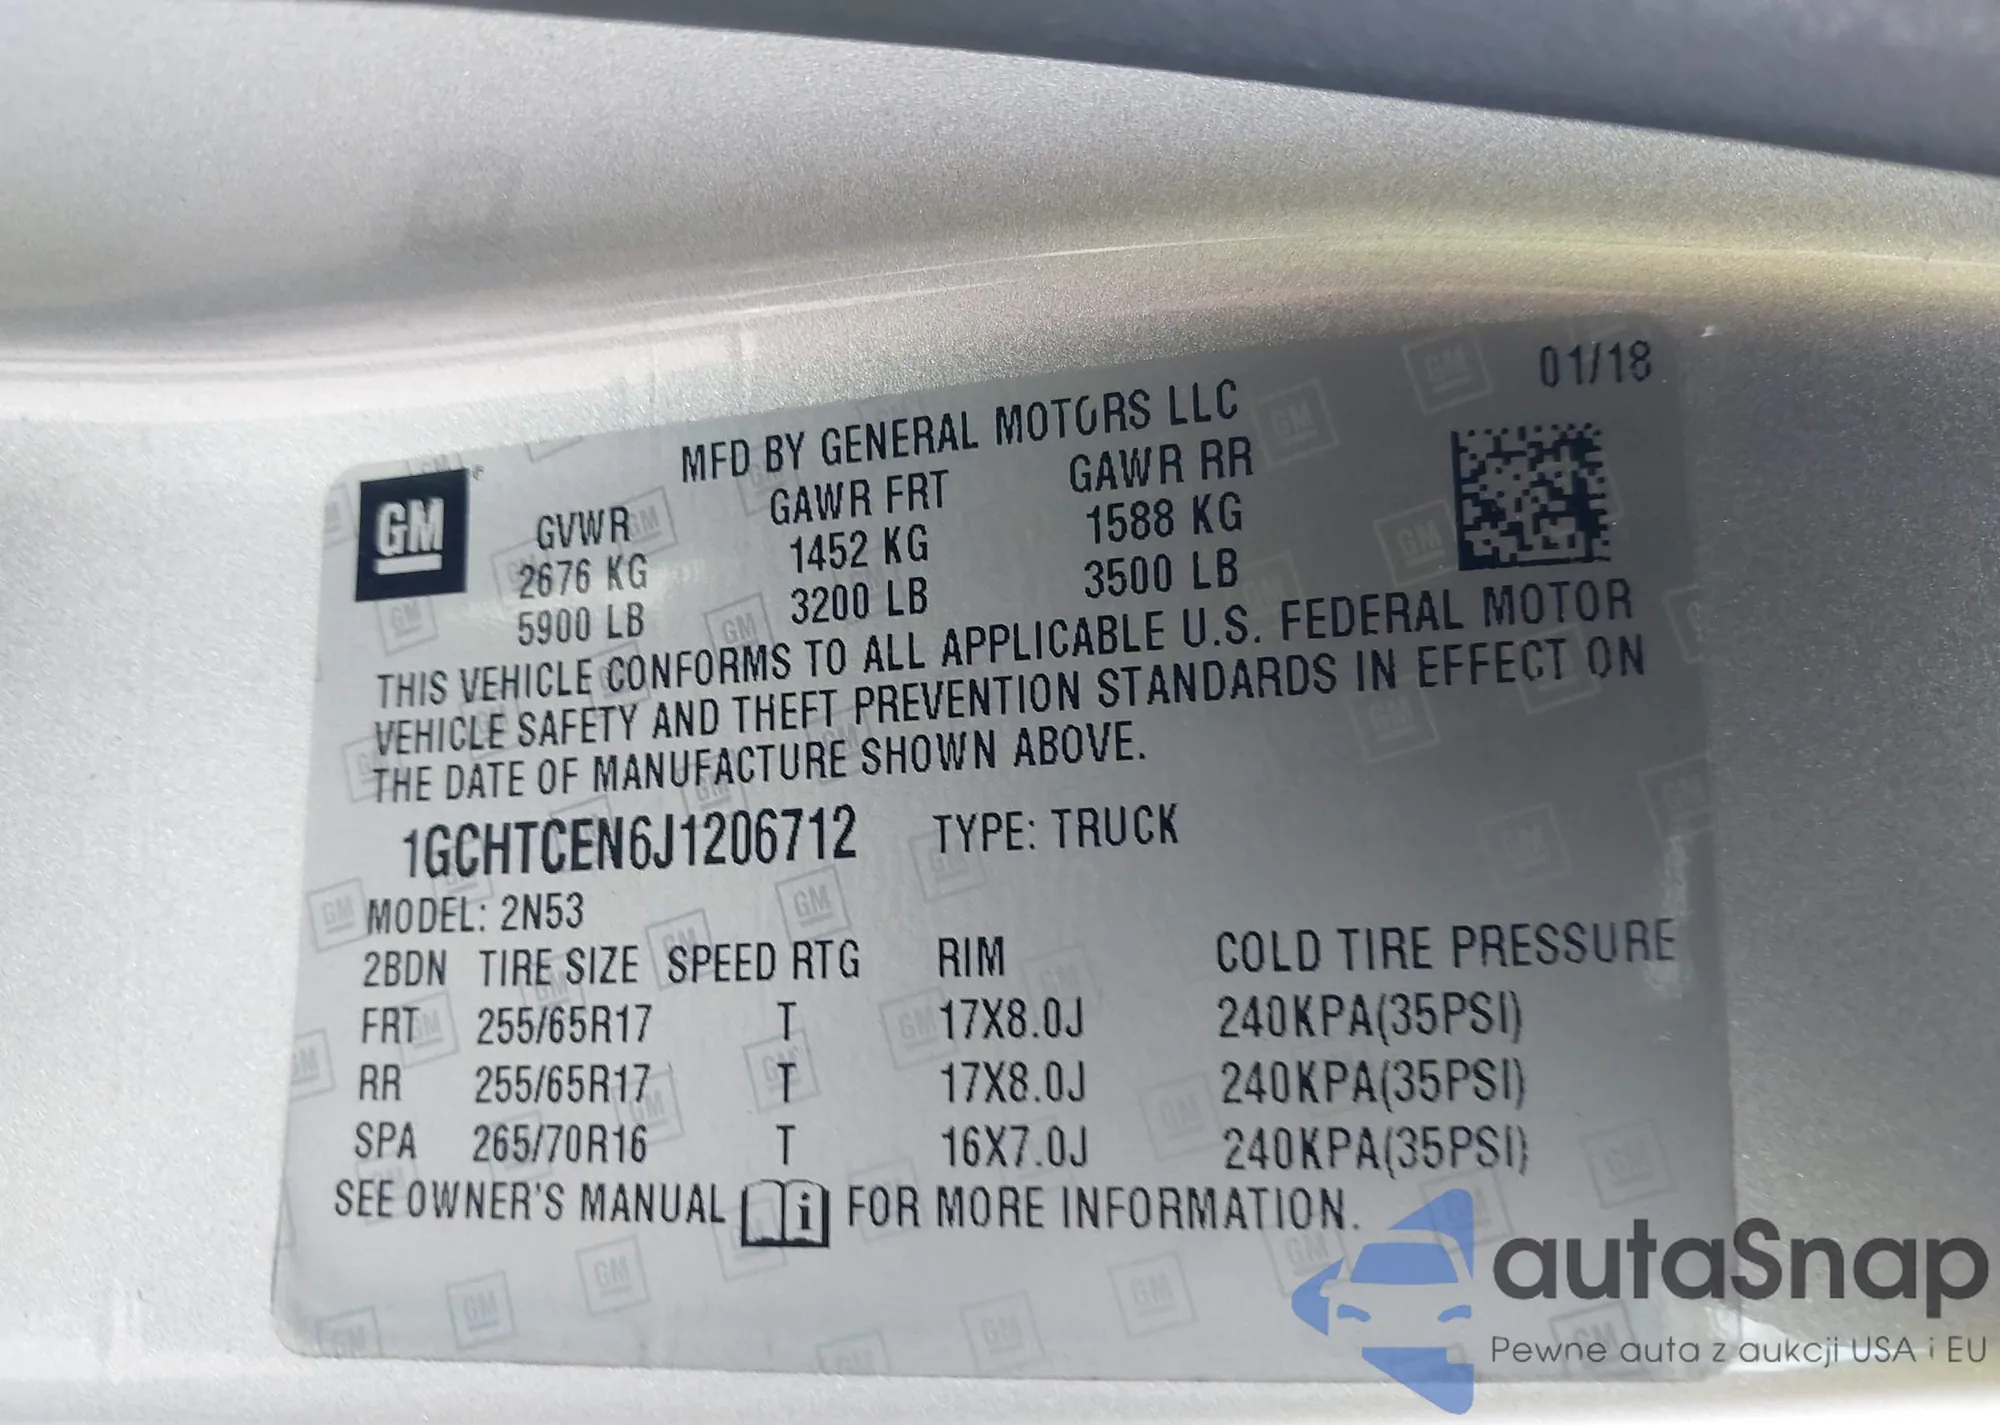 01/18
MFD BY GENERAL MOTORS LLC
GM
GVWR GAWR FRT GAWR RR
2676 KG 1452 KG 1588 KG
5900 LB 3200 LB 3500 LB
THIS VEHICLE CONFORMS TO ALL APPLICABLE U.S. FEDERAL MOTOR
VEHICLE SAFETY AND THEFT PREVENTION STANDARDS IN EFFECT ON
THE DATE OF MANUFACTURE SHOWN ABOVE.
1GCHTCEN6J1206712 TYPE: TRUCK
MODEL: 2N53
2BDN TIRE SIZE SPEED RTG RIM COLD TIRE PRESSURE
FRT 255/65R17 T 17X8.0J 240KPA(35PSI)
RR 255/65R17 T 17X8.0J 240KPA(35PSI)
SPA 265/70R16 T 16X7.0J 240KPA(35PSI)
SEE OWNER'S MANUAL i FOR MORE INFORMATION.
autaSnap
Pewne auta z aukcji USA i EU